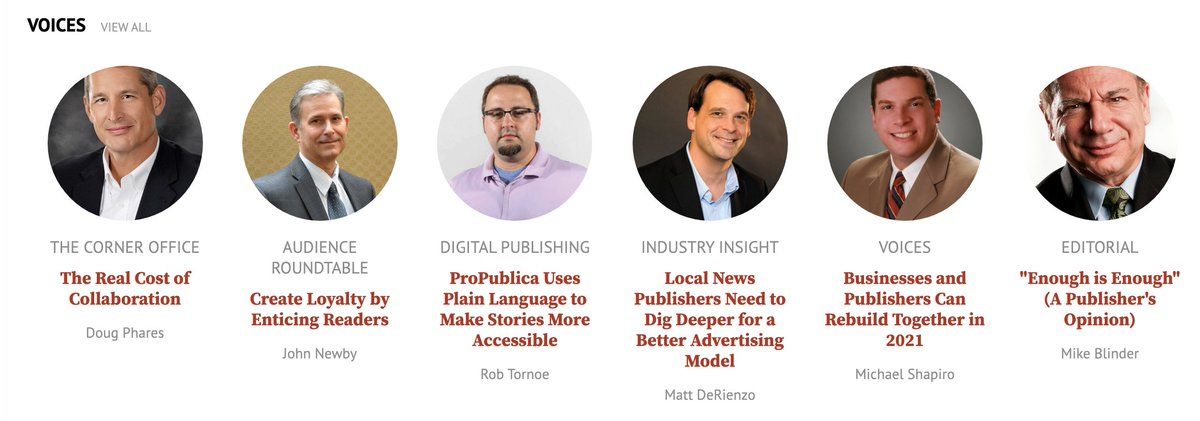 VOICES VIEW ALL
THE CORNER OFFICE
The Real Cost of
Collaboration
Doug Phares
AUDIENCE
ROUNDTABLE
Create Loyalty by
Enticing Readers
John Newby
DIGITAL PUBLISHING
ProPublica Uses
Plain Language to
Make Stories More
Accessible
Rob Tornoe
INDUSTRY INSIGHT
Local News
Publishers Need to
Dig Deeper for a
Better Advertising
Model
Matt DeRienzo
VOICES
Businesses and
Publishers Can
Rebuild Together in
2021
Michael Shapiro
EDITORIAL
"Enough is Enough"
(A Publisher's
Opinion)
Mike Blinder